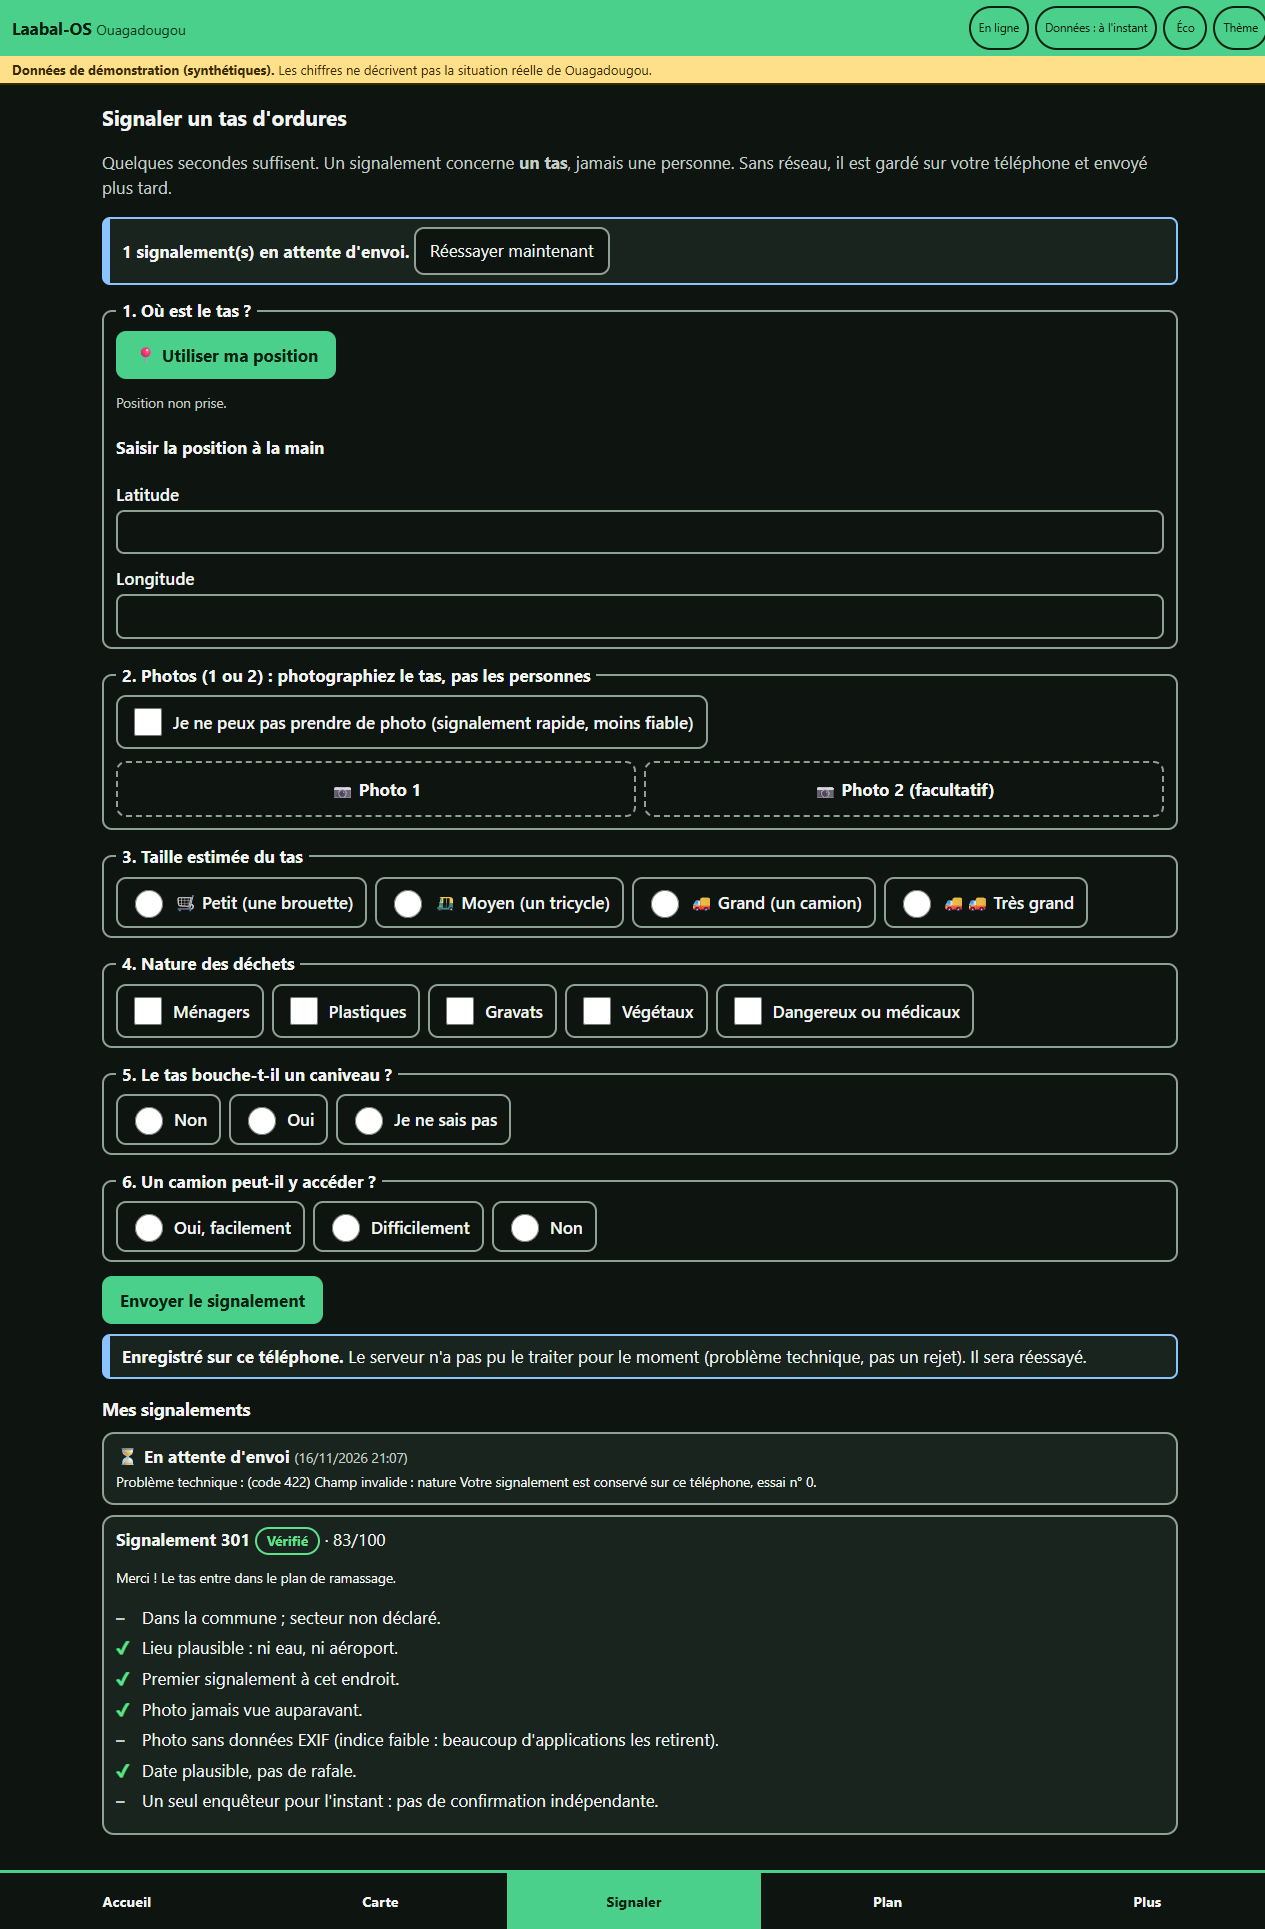 Laabal-OS Ouagadougou
En ligne
Données : à l'instant
Éco
Thème
Données de démonstration (synthétiques). Les chiffres ne décrivent pas la situation réelle de Ouagadougou.
Signaler un tas d'ordures
Quelques secondes suffisent. Un signalement concerne un tas, jamais une personne. Sans réseau, il est gardé sur votre téléphone et envoyé
plus tard.
1 signalement(s) en attente d'envoi. Réessayer maintenant
1. Où est le tas ?
Utiliser ma position
Position non prise.
Saisir la position à la main
Latitude
Longitude
2. Photos (1 ou 2) : photographiez le tas, pas les personnes
Je ne peux pas prendre de photo (signalement rapide, moins fiable)
Photo 1
Photo 2 (facultatif)
3. Taille estimée du tas
Petit (une brouette)
Moyen (un tricycle)
Grand (un camion)
Très grand
4. Nature des déchets
Ménagers
Plastiques
Gravats
Végétaux
Dangereux ou médicaux
5. Le tas bouche-t-il un caniveau ?
Non
Oui
Je ne sais pas
6. Un camion peut-il y accéder ?
Oui, facilement
Difficilement
Non
Envoyer le signalement
Enregistré sur ce téléphone. Le serveur n'a pas pu le traiter pour le moment (problème technique, pas un rejet). Il sera réessayé.
Mes signalements
En attente d'envoi (16/11/2026 21:07)
Problème technique : (code 422) Champ invalide : nature Votre signalement est conservé sur ce téléphone, essai n° 0.
Signalement 301 Vérifié · 83/100
Merci ! Le tas entre dans le plan de ramassage.
– Dans la commune ; secteur non déclaré.
✔ Lieu plausible : ni eau, ni aéroport.
✔ Premier signalement à cet endroit.
✔ Photo jamais vue auparavant.
– Photo sans données EXIF (indice faible : beaucoup d'applications les retirent).
✔ Date plausible, pas de rafale.
– Un seul enquêteur pour l'instant : pas de confirmation indépendante.
Accueil
Carte
Signaler
Plan
Plus